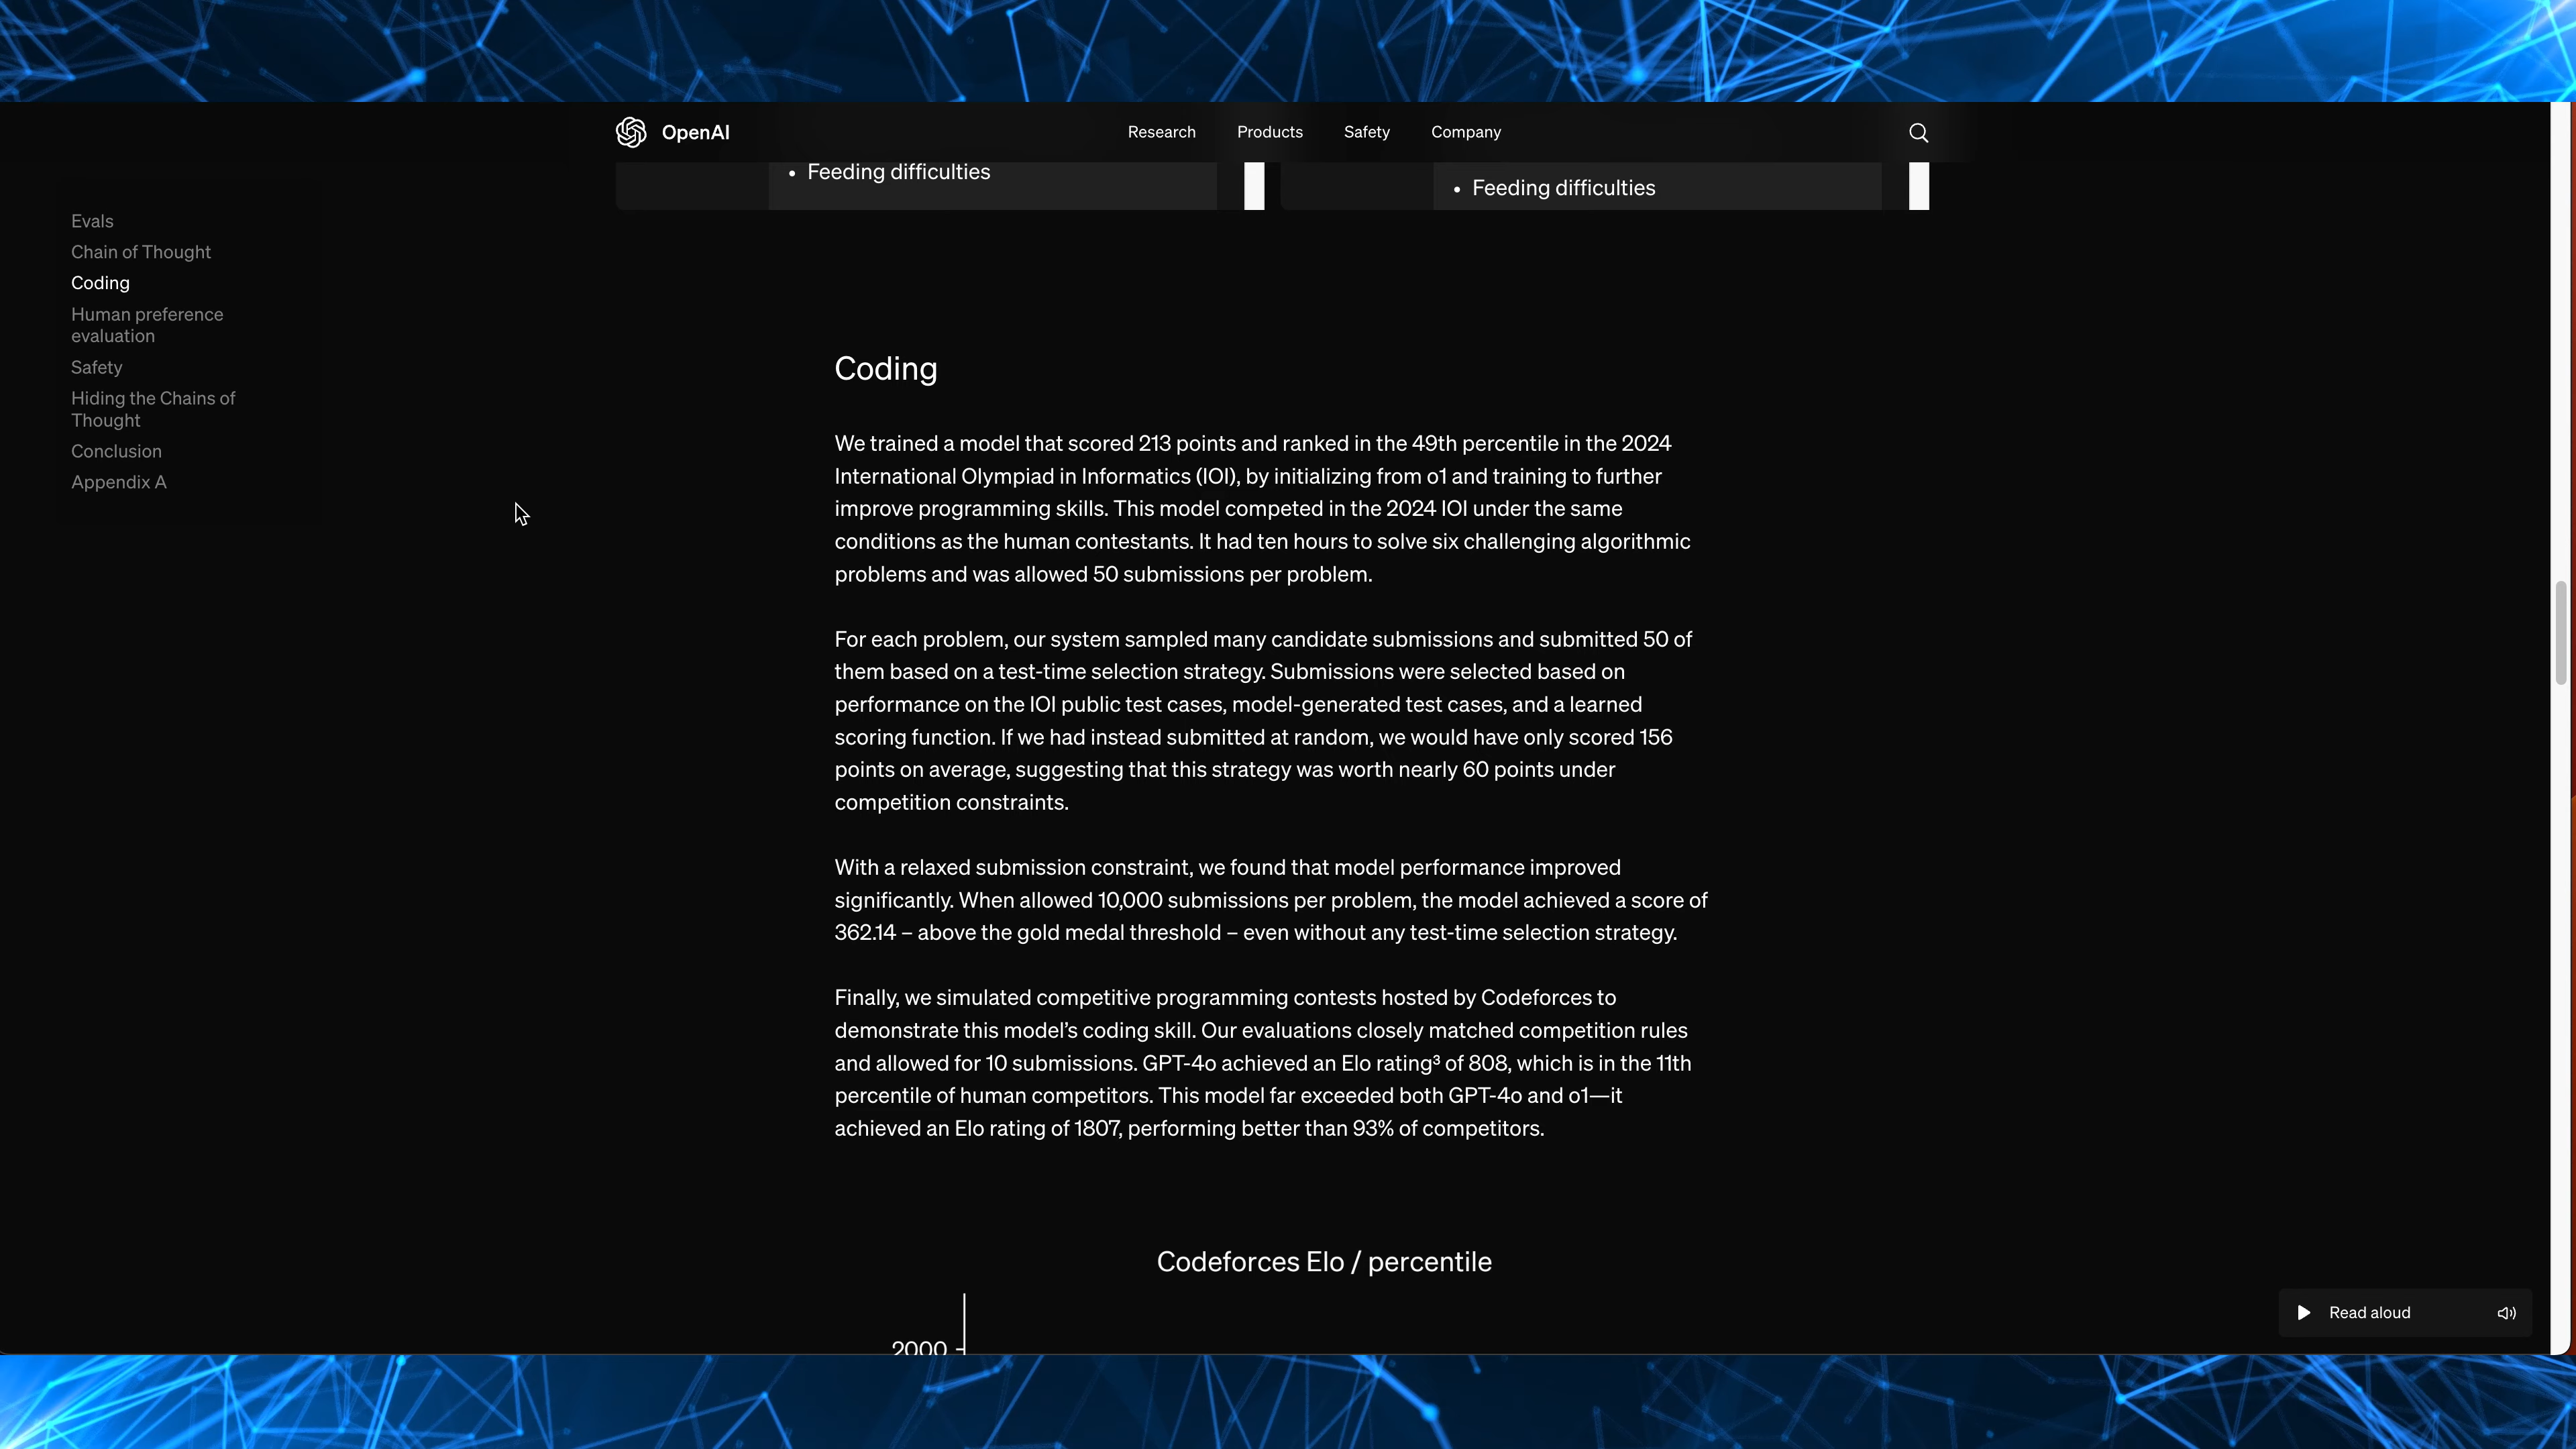 OpenAI
Research
Products
Safety
Company
• Feeding difficulties
• Feeding difficulties
Evals
Chain of Thought
Coding
Human preference
evaluation
Safety
Hiding the Chains of
Thought
Conclusion
Appendix A
Coding
We trained a model that scored 213 points and ranked in the 49th percentile in the 2024
International Olympiad in Informatics (IOI), by initializing from o1 and training to further
improve programming skills. This model competed in the 2024 IOI under the same
conditions as the human contestants. It had ten hours to solve six challenging algorithmic
problems and was allowed 50 submissions per problem.
For each problem, our system sampled many candidate submissions and submitted 50 of
them based on a test-time selection strategy. Submissions were selected based on
performance on the IOI public test cases, model-generated test cases, and a learned
scoring function. If we had instead submitted at random, we would have only scored 156
points on average, suggesting that this strategy was worth nearly 60 points under
competition constraints.
With a relaxed submission constraint, we found that model performance improved
significantly. When allowed 10,000 submissions per problem, the model achieved a score of
362.14 – above the gold medal threshold – even without any test-time selection strategy.
Finally, we simulated competitive programming contests hosted by Codeforces to
demonstrate this model’s coding skill. Our evaluations closely matched competition rules
and allowed for 10 submissions. GPT-4o achieved an Elo rating³ of 808, which is in the 11th
percentile of human competitors. This model far exceeded both GPT-4o and o1—it
achieved an Elo rating of 1807, performing better than 93% of competitors.
Codeforces Elo / percentile
2000
Read aloud